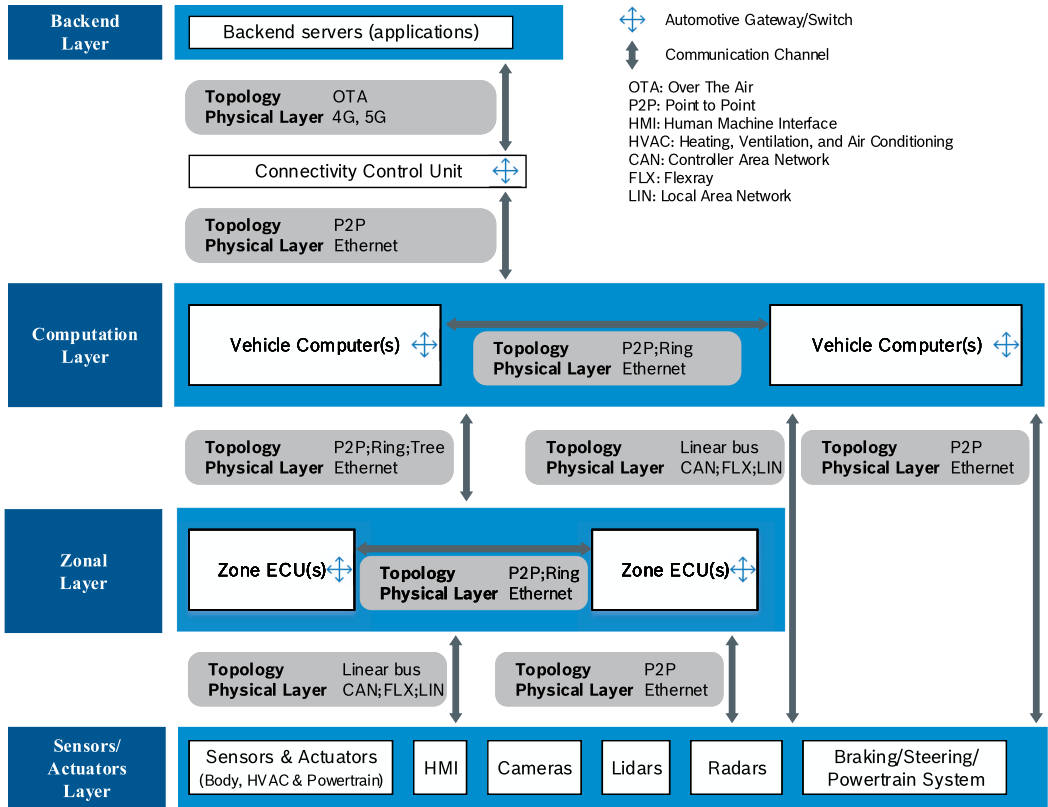 Backend
Layer
Backend servers (applications)
Automotive Gateway/Switch
Communication Channel
OTA: Over The Air
P2P: Point to Point
HMI: Human Machine Interface
HVAC: Heating, Ventilation, and Air Conditioning
CAN: Controller Area Network
FLX: Flexray
LIN: Local Area Network
Topology OTA
Physical Layer 4G, 5G
Connectivity Control Unit
Topology P2P
Physical Layer Ethernet
Computation
Layer
Vehicle Computer(s)
Topology P2P;Ring
Physical Layer Ethernet
Vehicle Computer(s)
Topology P2P;Ring;Tree
Physical Layer Ethernet
Topology Linear bus
Physical Layer CAN;FLX;LIN
Topology P2P
Physical Layer Ethernet
Zonal
Layer
Zone ECU(s)
Topology P2P;Ring
Physical Layer Ethernet
Zone ECU(s)
Topology Linear bus
Physical Layer CAN;FLX;LIN
Topology P2P
Physical Layer Ethernet
Sensors/
Actuators
Layer
Sensors & Actuators
(Body, HVAC & Powertrain)
HMI
Cameras
Lidars
Radars
Braking/Steering/
Powertrain System